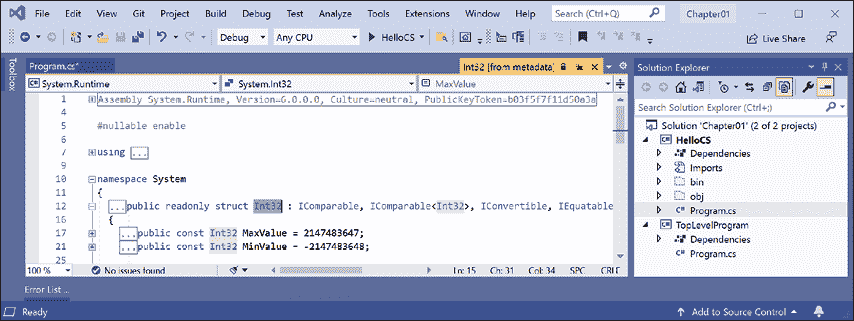 File Edit View Git Project Build Debug Test Analyze Tools Extensions Window Help Search (Ctrl+Q) Chapter01
Debug Any CPU HelloCS Live Share
Toolbox
Program.cs* Int32 [from metadata]
System.Runtime System.Int32 MaxValue
1 Assembly System.Runtime, Version=6.0.0.0, Culture=neutral, PublicKeyToken=b03f5f7f11d50a3a
4
5 #nullable enable
6
7 using ...
9
10 namespace System
11 {
12 ...public readonly struct Int32 : IComparable, IComparable<Int32>, IConvertible, IEquatable
13 {
17 ...public const Int32 MaxValue = 2147483647;
21 ...public const Int32 MinValue = -2147483648;
100 % No issues found Ln: 15 Ch: 31 Col: 34 SPC CRLF
Error List ...
Solution Explorer
Search Solution Explorer (Ctrl+;)
Solution 'Chapter01' (2 of 2 projects)
HelloCS
Dependencies
Imports
bin
obj
C# Program.cs
TopLevelProgram
Dependencies
C# Program.cs
Ready Add to Source Control